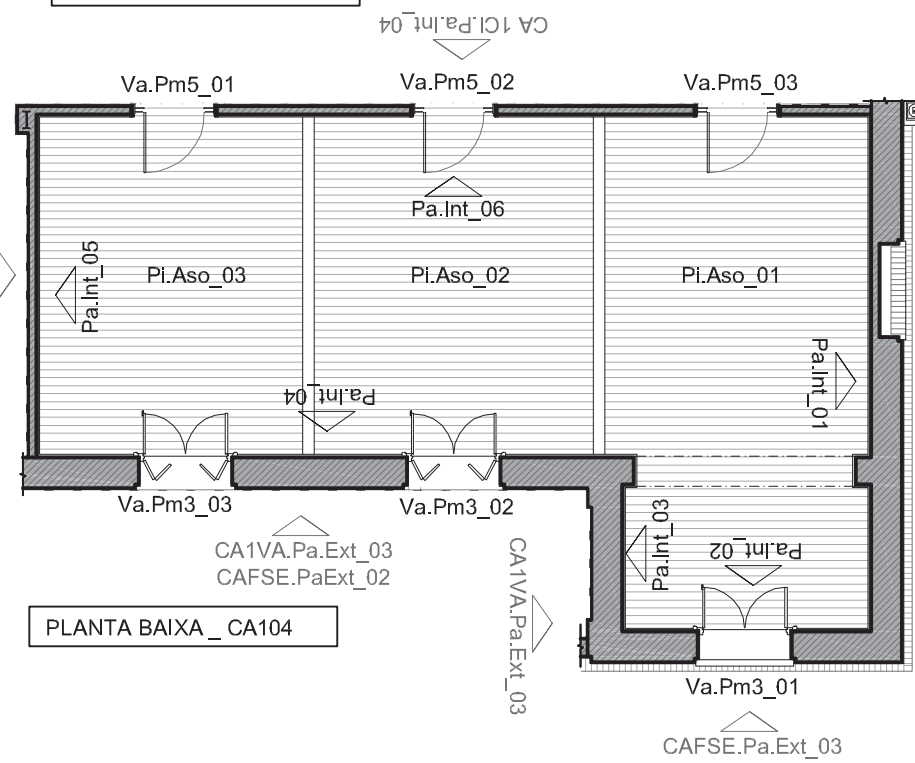 CA 1Cl.Pa.Int_04
Va.Pm5_01
Va.Pm5_02
Va.Pm5_03
Pa.Int_06
Pa.Int_05
Pi.Aso_03
Pi.Aso_02
Pi.Aso_01
Pa.Int_01
Pa.Int_04
Va.Pm3_03
Va.Pm3_02
Pa.Int_03
Pa.Int_02
CA1VA.Pa.Ext_03
CAFSE.PaExt_02
CA1VA.Pa.Ext_03
PLANTA BAIXA _ CA104
Va.Pm3_01
CAFSE.Pa.Ext_03